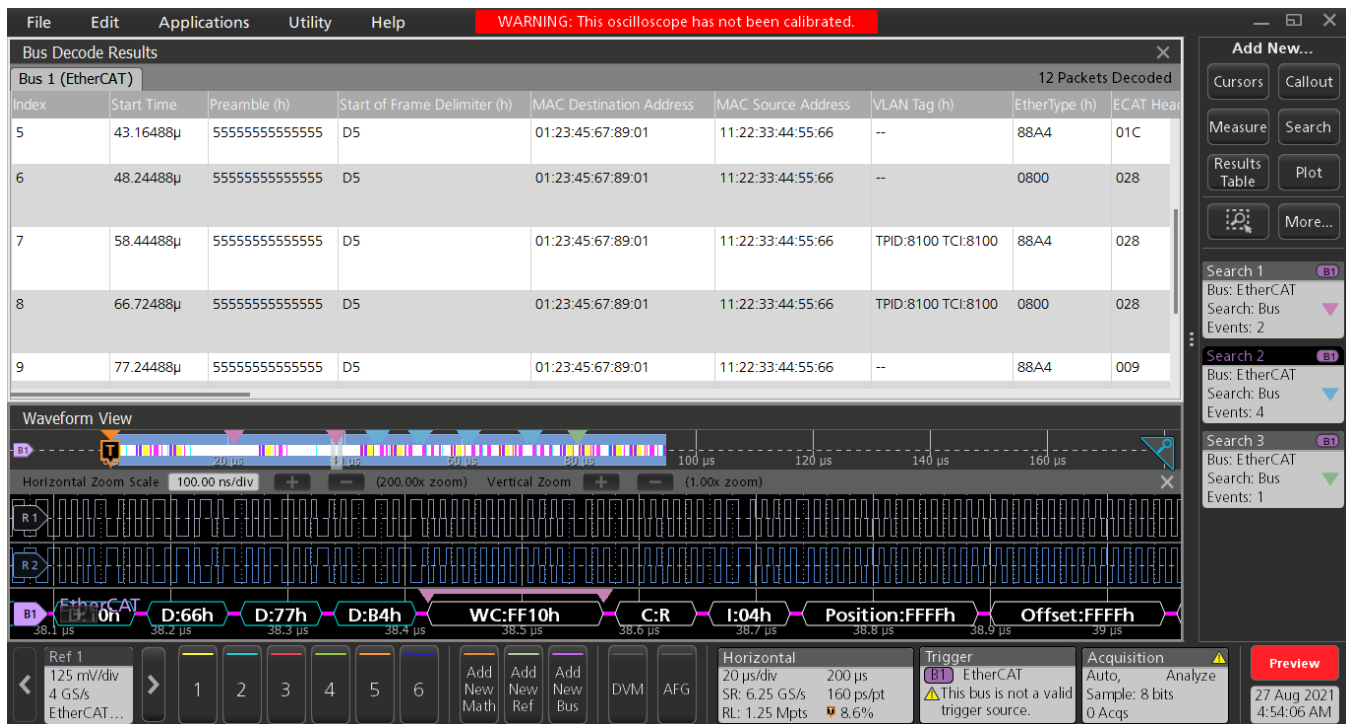 File Edit Applications Utility Help WARNING: This oscilloscope has not been calibrated.
Bus Decode Results
Bus 1 (EtherCAT) 12 Packets Decoded
Index Start Time Preamble (h) Start of Frame Delimiter (h) MAC Destination Address MAC Source Address VLAN Tag (h) EtherType (h) ECAT Head
5 43.16488µ 55555555555555 D5 01:23:45:67:89:01 11:22:33:44:55:66 -- 88A4 01C
6 48.24488µ 55555555555555 D5 01:23:45:67:89:01 11:22:33:44:55:66 -- 0800 028
7 58.44488µ 55555555555555 D5 01:23:45:67:89:01 11:22:33:44:55:66 TPID:8100 TCI:8100 88A4 028
8 66.72488µ 55555555555555 D5 01:23:45:67:89:01 11:22:33:44:55:66 TPID:8100 TCI:8100 0800 028
9 77.24488µ 55555555555555 D5 01:23:45:67:89:01 11:22:33:44:55:66 -- 88A4 009
Waveform View
B1 T
20 µs 60 µs 80 µs 100 µs 120 µs 140 µs 160 µs
Horizontal Zoom Scale 100.00 ns/div + − (200.00x zoom) Vertical Zoom + − (1.00x zoom)
R 1
R 2
EtherCAT
B1 D:66h D:77h D:B4h WC:FF10h C:R I:04h Position:FFFFh Offset:FFFFh
38.1 µs 38.2 µs 38.3 µs 38.4 µs 38.5 µs 38.6 µs 38.7 µs 38.8 µs 38.9 µs 39 µs
Add New...
Cursors Callout
Measure Search
Results
Table
Plot
More...
Search 1 B1
Bus: EtherCAT
Search: Bus
Events: 2
Search 2 B1
Bus: EtherCAT
Search: Bus
Events: 4
Search 3 B1
Bus: EtherCAT
Search: Bus
Events: 1
Ref 1
125 mV/div
4 GS/s
EtherCAT...
1 2 3 4 5 6
Add
New
Math
Add
New
Ref
Add
New
Bus
DVM AFG
Horizontal
20 µs/div 200 µs
SR: 6.25 GS/s 160 ps/pt
RL: 1.25 Mpts T 8.6%
Trigger
B1 EtherCAT
This bus is not a valid
trigger source.
Acquisition
Auto, Analyze
Sample: 8 bits
0 Acqs
Preview
27 Aug 2021
4:54:06 AM